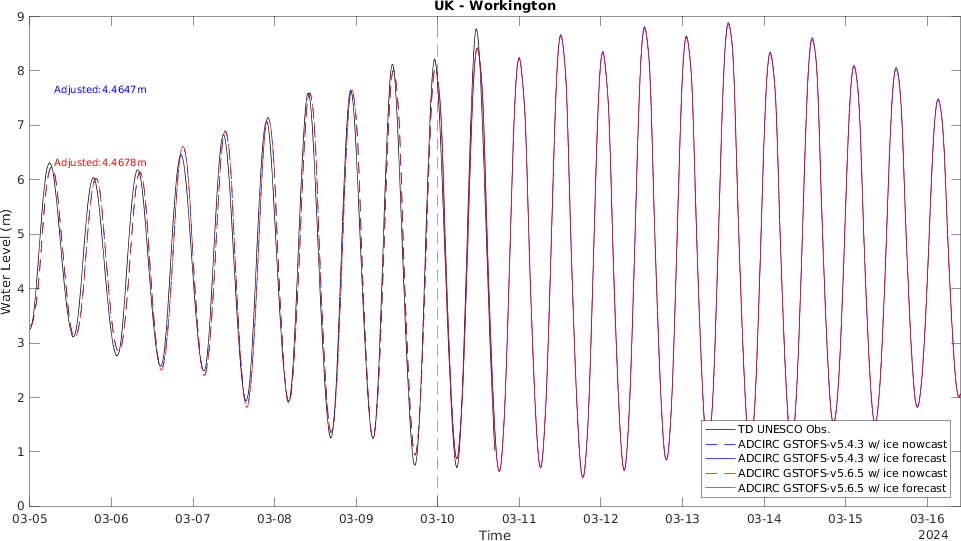 UK - Workington
9
8
7
6
5
4
3
2
1
0
Water Level (m)
Adjusted:4.4647m
Adjusted:4.4678m
TD UNESCO Obs.
ADCIRC GSTOFS-v5.4.3 w/ ice nowcast
ADCIRC GSTOFS-v5.4.3 w/ ice forecast
ADCIRC GSTOFS-v5.6.5 w/ ice nowcast
ADCIRC GSTOFS-v5.6.5 w/ ice forecast
03-05 03-06 03-07 03-08 03-09 03-10 03-11 03-12 03-13 03-14 03-15 03-16
Time
2024